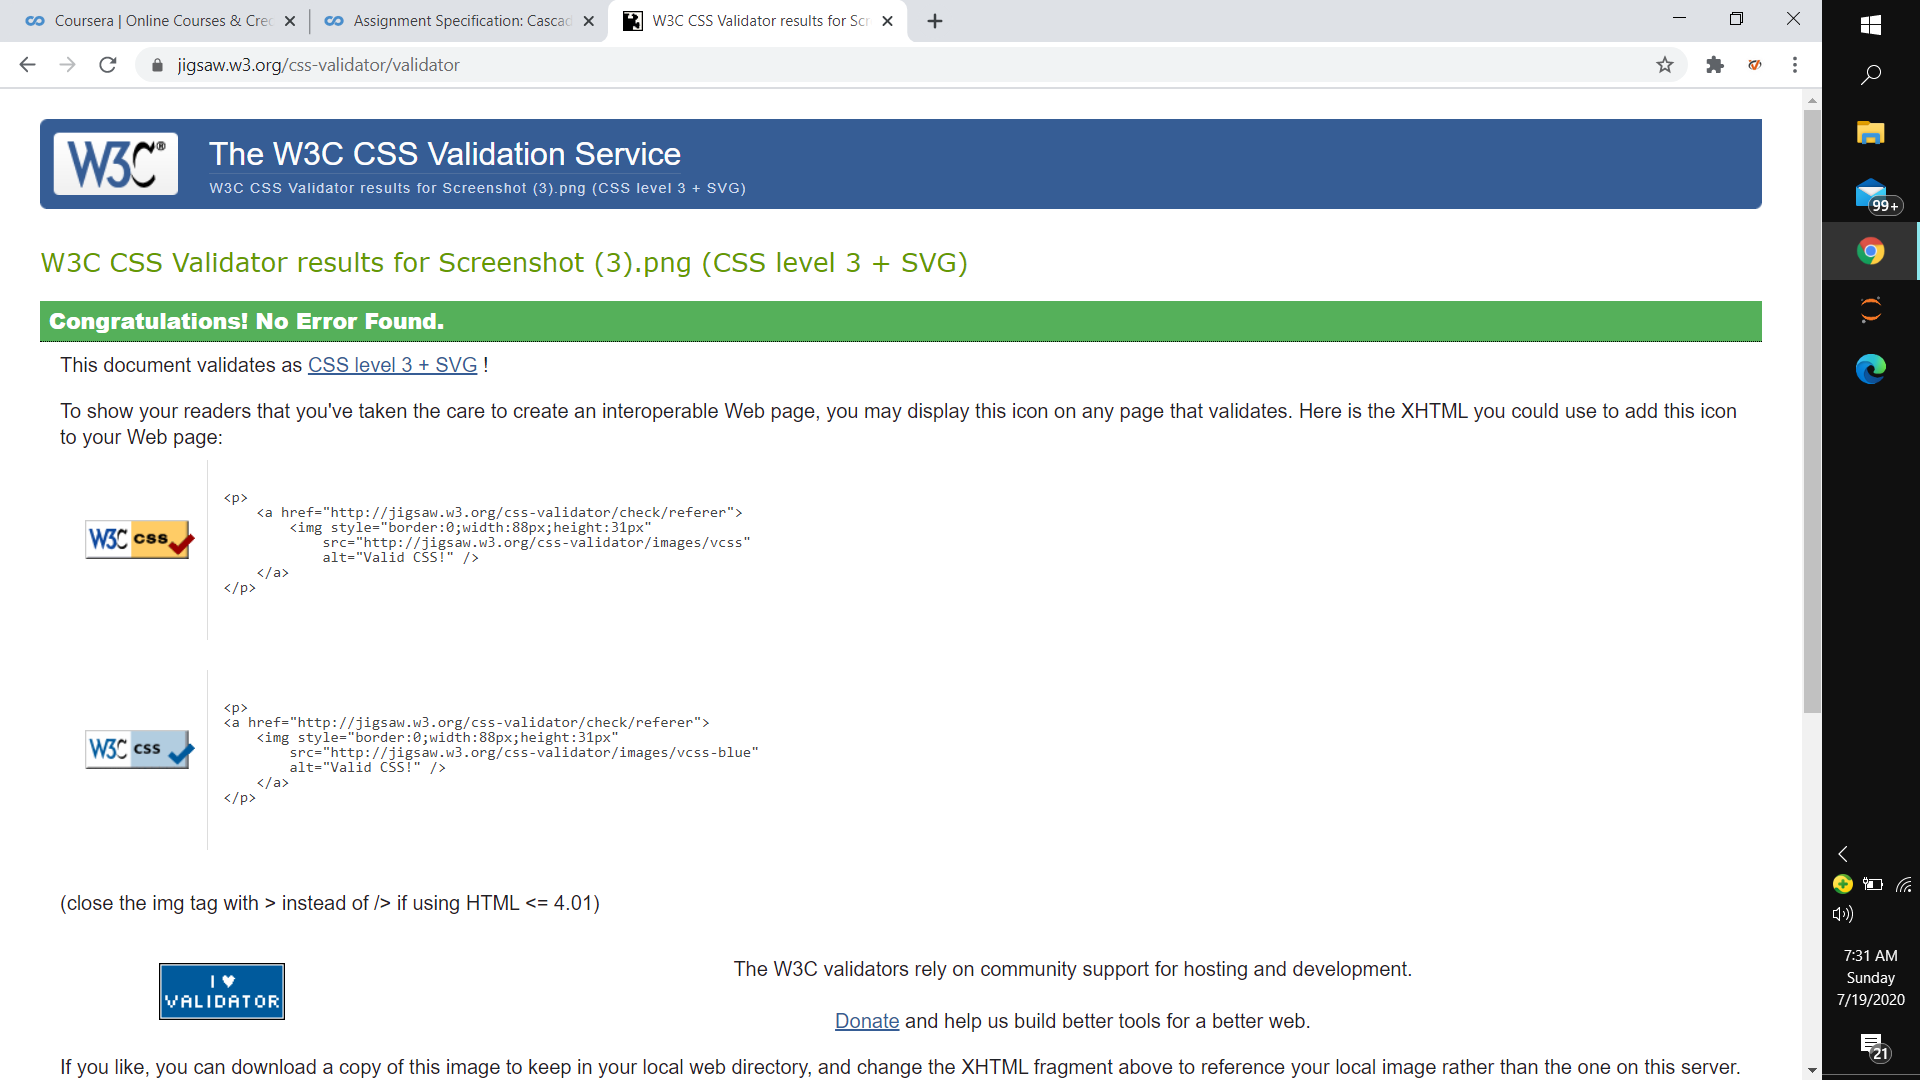 Coursera | Online Courses & Cre
Assignment Specification: Cascad
W3C CSS Validator results for Scr
jigsaw.w3.org/css-validator/validator
W3C®
The W3C CSS Validation Service
W3C CSS Validator results for Screenshot (3).png (CSS level 3 + SVG)
W3C CSS Validator results for Screenshot (3).png (CSS level 3 + SVG)
Congratulations! No Error Found.
This document validates as CSS level 3 + SVG !
To show your readers that you've taken the care to create an interoperable Web page, you may display this icon on any page that validates. Here is the XHTML you could use to add this icon
to your Web page:
W3C css
<p>
<a href="http://jigsaw.w3.org/css-validator/check/referer">
<img style="border:0;width:88px;height:31px"
src="http://jigsaw.w3.org/css-validator/images/vcss"
alt="Valid CSS!" />
</a>
</p>
W3C css
<p>
<a href="http://jigsaw.w3.org/css-validator/check/referer">
<img style="border:0;width:88px;height:31px"
src="http://jigsaw.w3.org/css-validator/images/vcss-blue"
alt="Valid CSS!" />
</a>
</p>
(close the img tag with > instead of /> if using HTML <= 4.01)
I ♥
VALIDATOR
The W3C validators rely on community support for hosting and development.
Donate and help us build better tools for a better web.
If you like, you can download a copy of this image to keep in your local web directory, and change the XHTML fragment above to reference your local image rather than the one on this server.
99+
7:31 AM
Sunday
7/19/2020
21